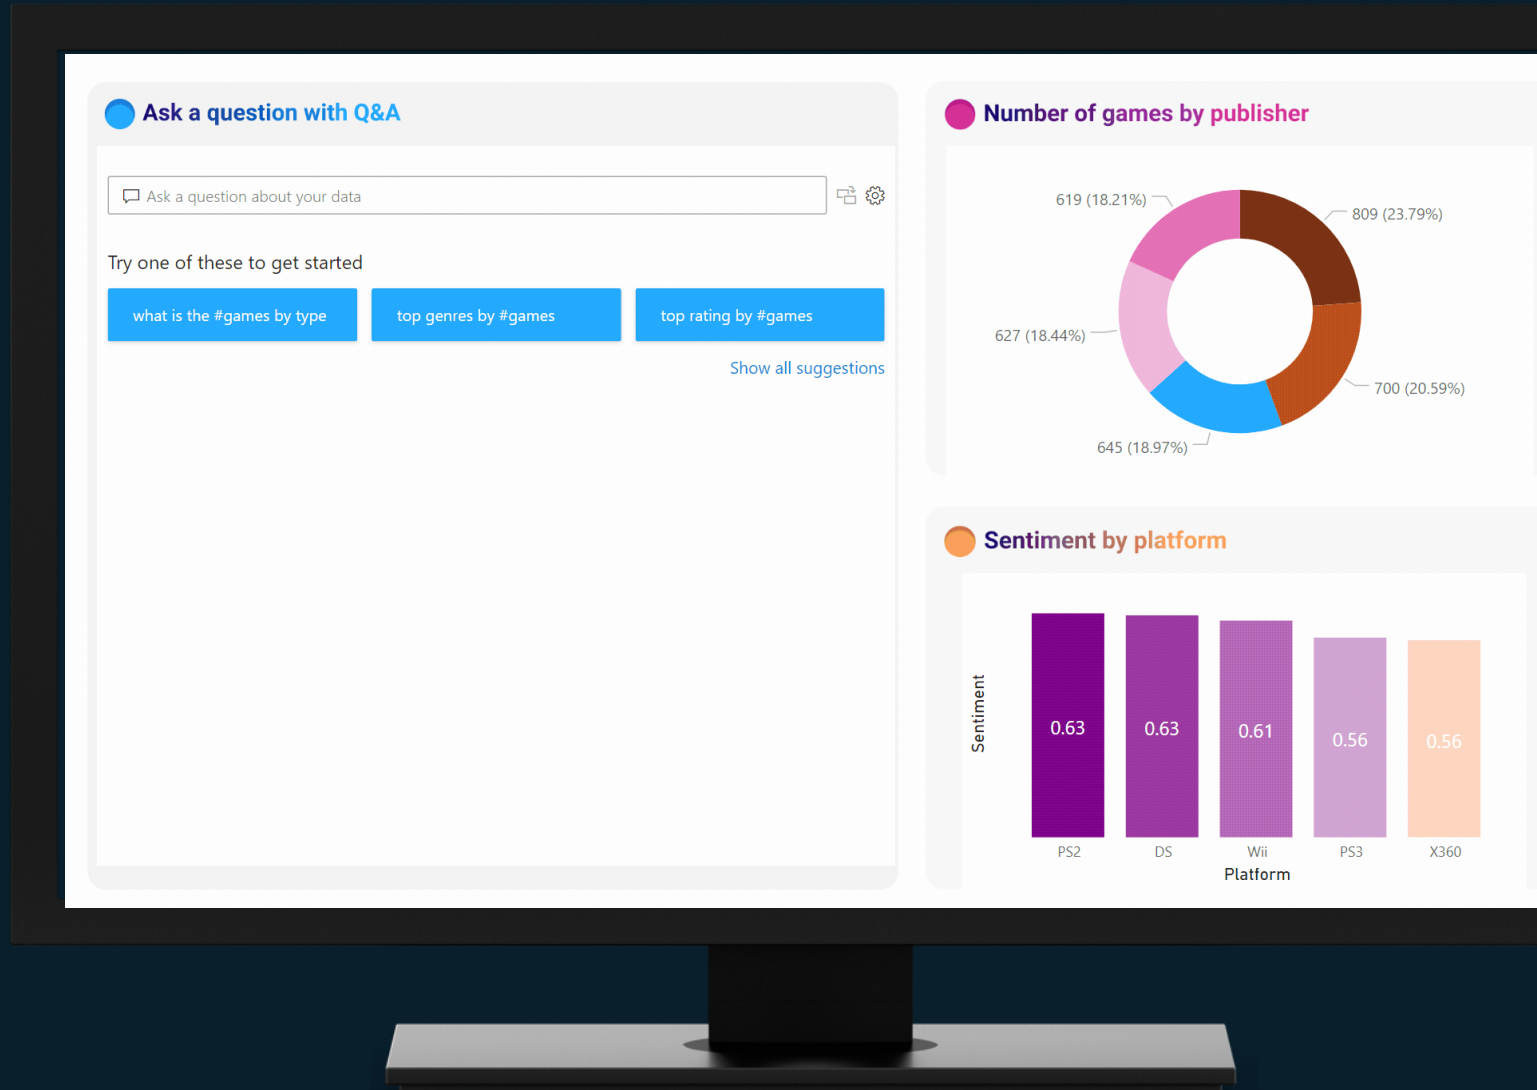 Ask a question with Q&A
Ask a question about your data
Try one of these to get started
what is the #games by type
top genres by #games
top rating by #games
Show all suggestions
Number of games by publisher
619 (18.21%)
809 (23.79%)
627 (18.44%)
700 (20.59%)
645 (18.97%)
Sentiment by platform
Sentiment
0.63
0.63
0.61
0.56
0.56
PS2
DS
Wii
PS3
X360
Platform